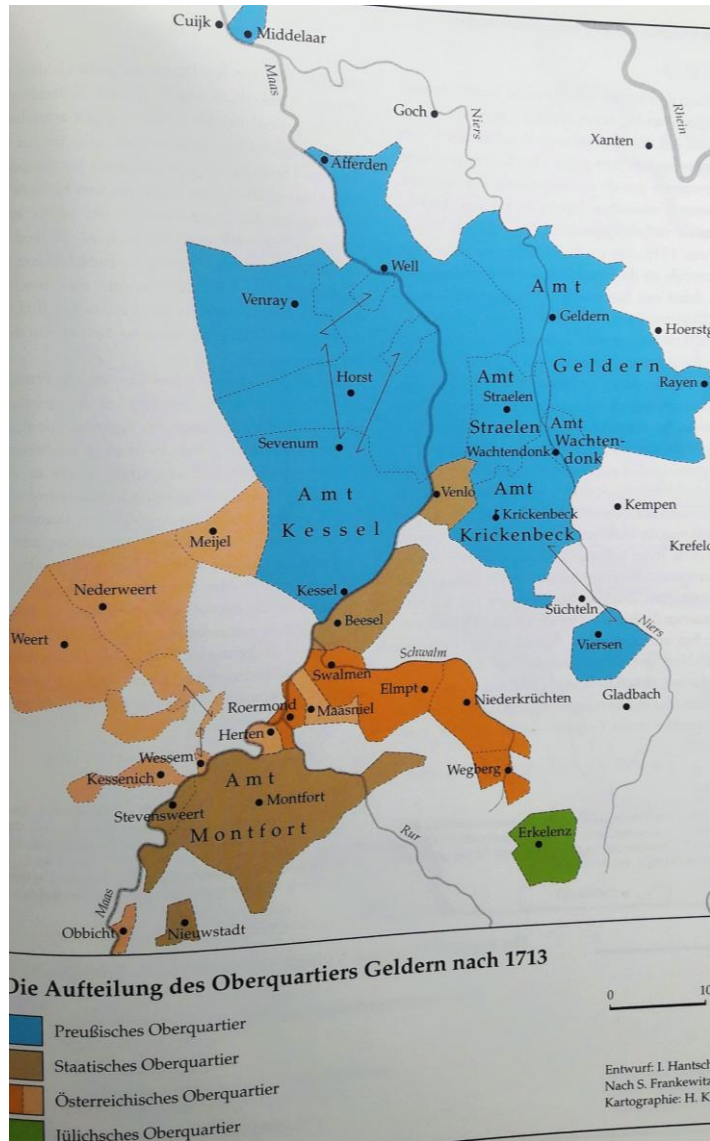 Cuijk
Middelaar
Maas
Goch
Niers
Rhein
Xanten
Afferden
Well
Venray
Amt
Geldern
Hoerstg
Geldern
Horst
Amt
Straelen
Straelen
Rayen
Amt
Wachten-
donk
Sevenum
Wachtendonk
Amt
Kessel
Venlo
Amt
Krickenbeck
Krickenbeck
Kempen
Krefel
Meijel
Nederweert
Kessel
Süchteln
Niers
Beesel
Weert
Viersen
Schwalm
Swalmen
Elmpt
Niederkrüchten
Gladbach
Roermond
Maasniel
Herten
Wessem
Kessenich
Amt
Wegberg
Stevensweert
Montfort
Montfort
Erkelenz
Rur
Maas
Obbicht
Nieuwstadt
Die Aufteilung des Oberquartiers Geldern nach 1713
0 10
Preußisches Oberquartier
Staatisches Oberquartier
Österreichisches Oberquartier
Jülichsches Oberquartier
Entwurf: I. Hantsch
Nach S. Frankewitz
Kartographie: H. K